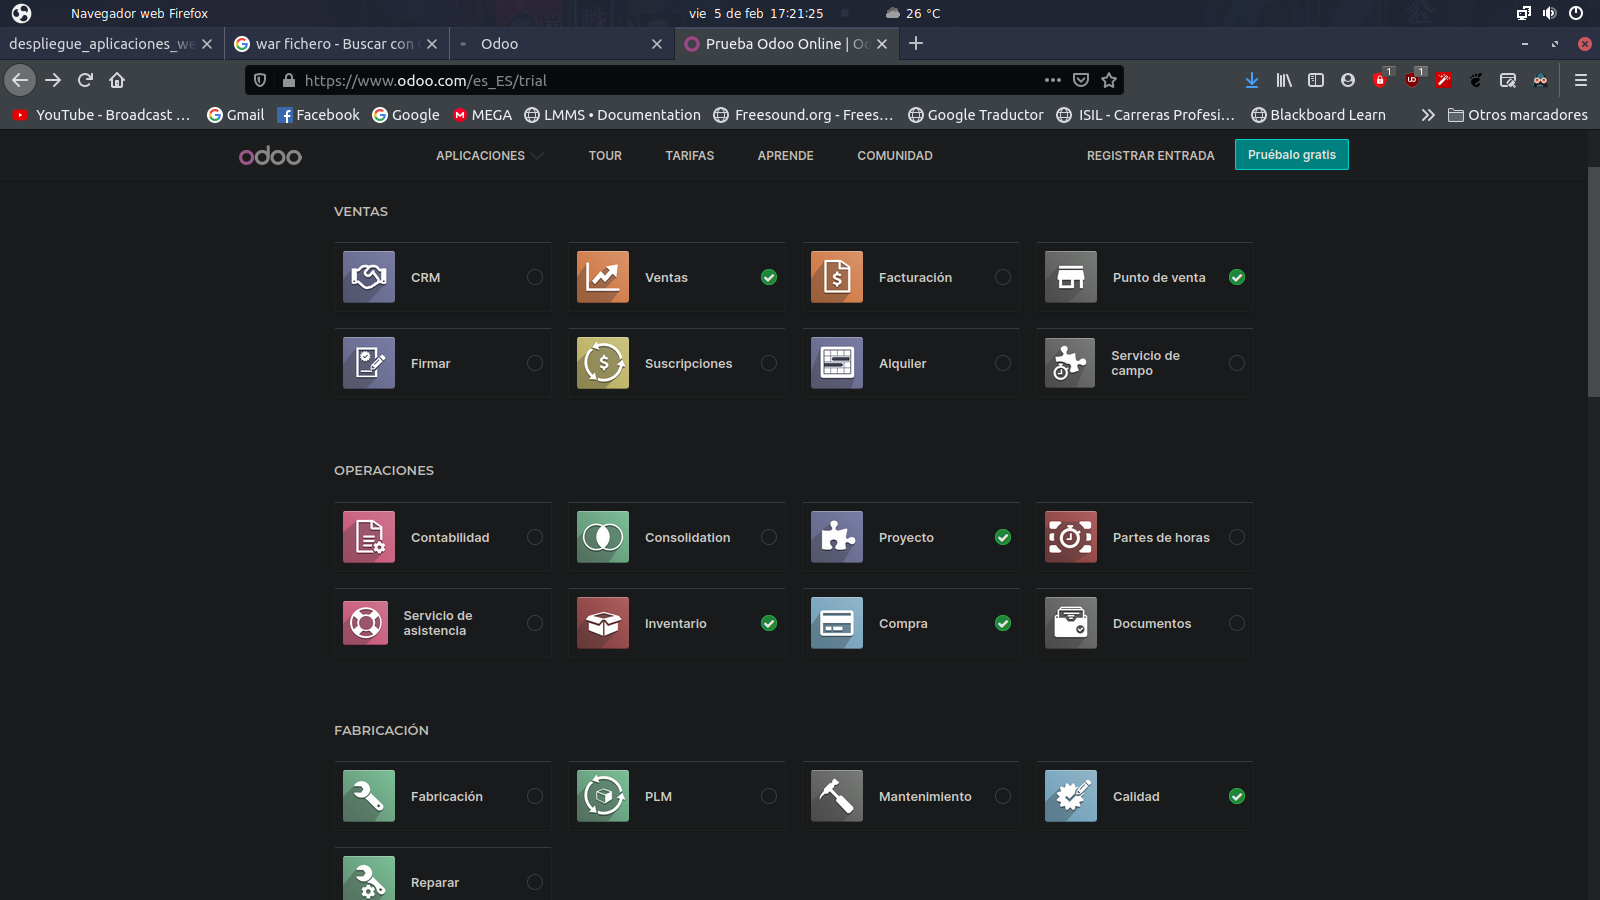 Navegador web Firefox
vie 5 de feb 17:21:25
26 °C
despliegue_aplicaciones_we
war fichero - Buscar con
Odoo
Prueba Odoo Online | Od
https://www.odoo.com/es_ES/trial
1
1
YouTube - Broadcast ...
Gmail
Facebook
Google
MEGA
LMMS • Documentation
Freesound.org - Frees...
Google Traductor
ISIL - Carreras Profesi...
Blackboard Learn
Otros marcadores
odoo
APLICACIONES
TOUR
TARIFAS
APRENDE
COMUNIDAD
REGISTRAR ENTRADA
Pruébalo gratis
VENTAS
CRM
Ventas
Facturación
Punto de venta
Firmar
Suscripciones
Alquiler
Servicio de
campo
OPERACIONES
Contabilidad
Consolidation
Proyecto
Partes de horas
Servicio de
asistencia
Inventario
Compra
Documentos
FABRICACIÓN
Fabricación
PLM
Mantenimiento
Calidad
Reparar